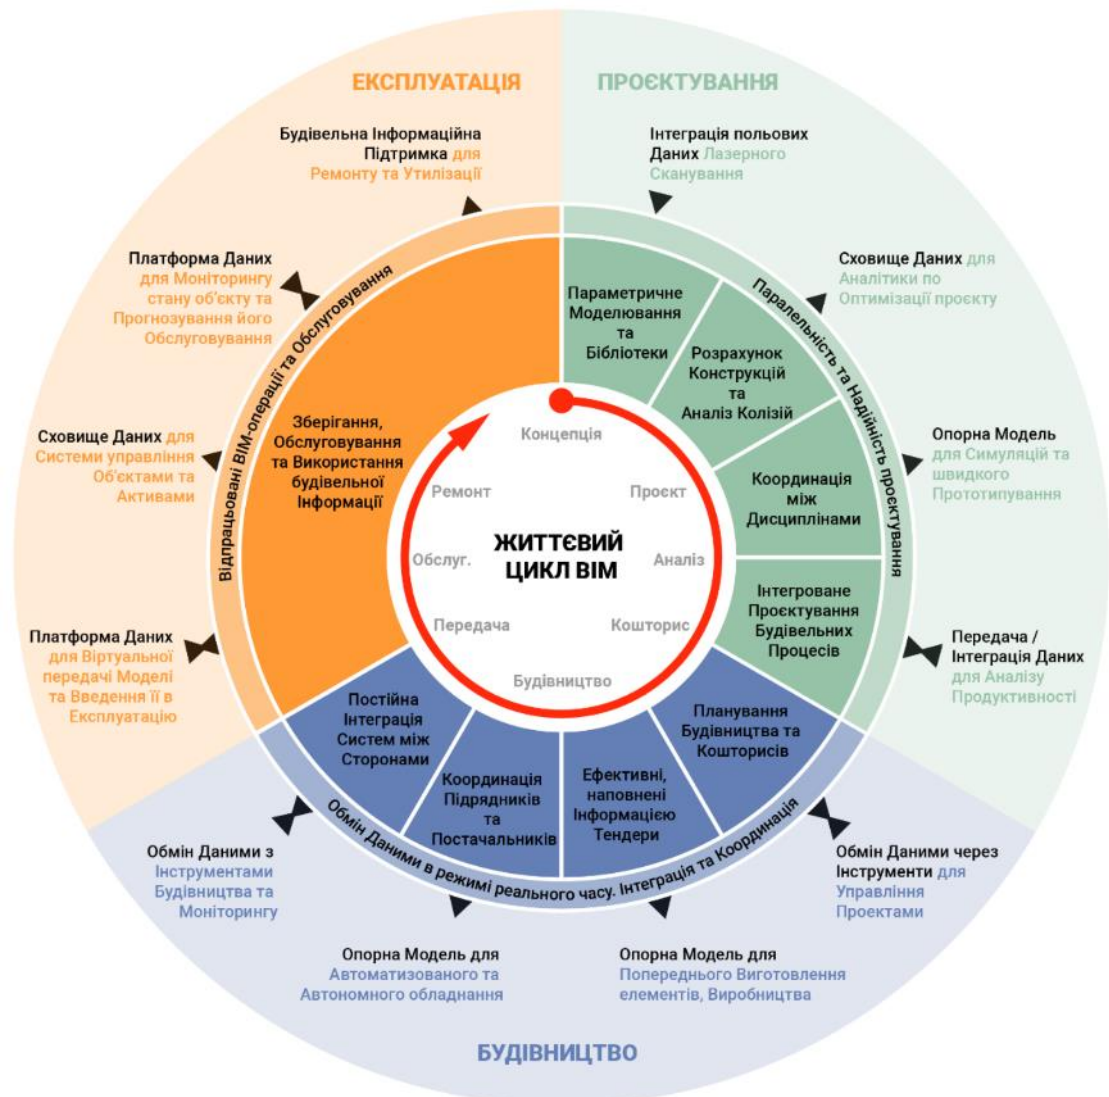 ЕКСПЛУАТАЦІЯ
ПРОЄКТУВАННЯ
Будівельна Інформаційна
Підтримка для
Ремонту та Утилізації
Інтеграція польових
Даних Лазерного
Сканування
Платформа Даних
для Моніторингу
стану об'єкту та
Прогнозування його
Обслуговування
Сховище Даних для
Аналітики по
Оптимізації проєкту
Сховище Даних для
Системи управління
Об'єктами та
Активами
Опорна Модель
для Симуляцій та
швидкого
Прототипування
Платформа Даних
для Віртуальної
передачі Моделі
та Введення її в
Експлуатацію
Передача /
Інтеграція Даних
для Аналізу
Продуктивності
Відпрацьовані BIM-операції та Обслуговування
Паралельність та Надійність проєктування
Обмін Даними в режимі реального часу. Інтеграція та Координація
Зберігання,
Обслуговування
та Використання
будівельної
Інформації
Параметричне
Моделювання
та
Бібліотеки
Розрахунок
Конструкцій
та
Аналіз Колізій
Координація
між
Дисциплінами
Інтегроване
Проєктування
Будівельних
Процесів
Планування
Будівництва та
Кошторисів
Ефективні,
наповнені
Інформацією
Тендери
Координація
Підрядників
та
Постачальників
Постійна
Інтеграція
Систем між
Сторонами
Концепція
Проєкт
Аналіз
Кошторис
Будівництво
Передача
Обслуг.
Ремонт
ЖИТТЄВИЙ
ЦИКЛ BIM
Обмін Даними з
Інструментами
Будівництва та
Моніторингу
Обмін Даними через
Інструменти для
Управління
Проектами
Опорна Модель для
Автоматизованого та
Автономного обладнання
Опорна Модель для
Попереднього Виготовлення
елементів, Виробництва
БУДІВНИЦТВО